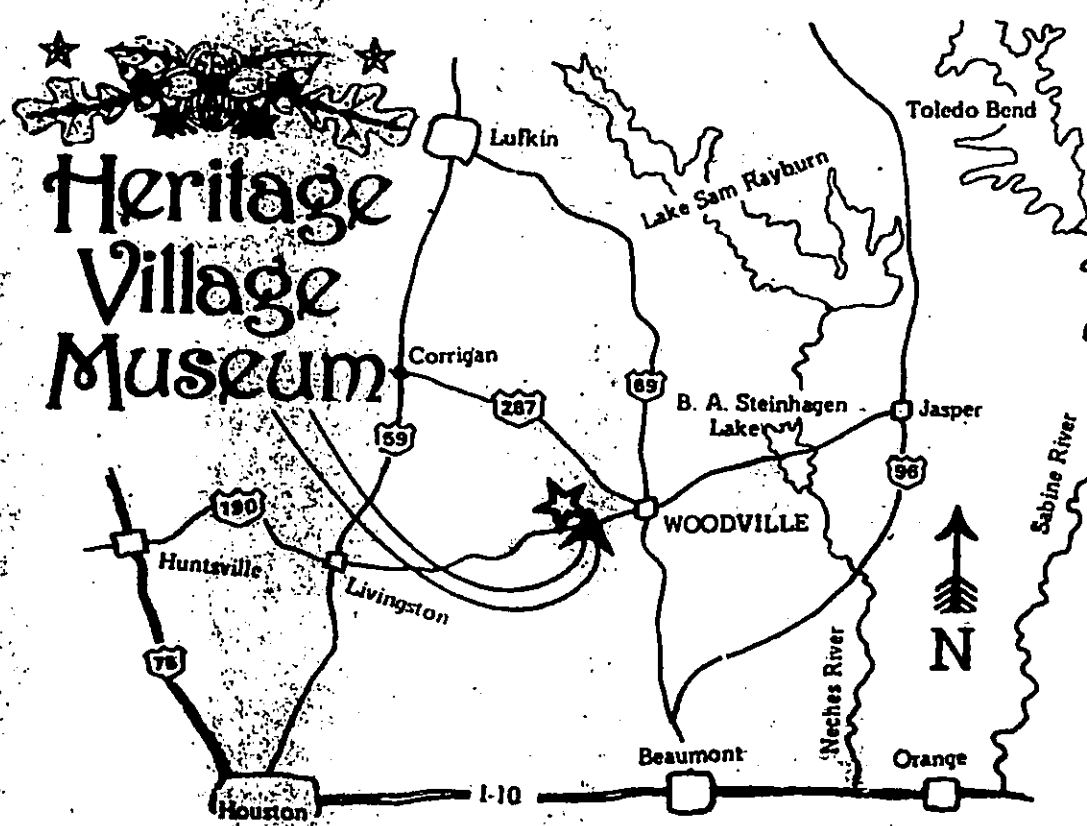 Heritage
Village
Museum
Lufkin
Toledo Bend
Lake Sam Rayburn
Corrigan
287
69
B. A. Steinhagen
Lake
Jasper
59
96
Sabine River
190
WOODVILLE
Huntsville
Livingston
N
75
Neches River
Beaumont
Orange
I-10
Houston